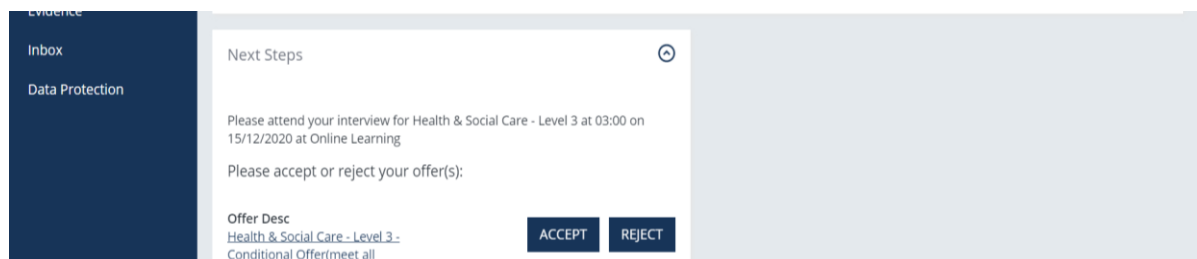 Evidence
Inbox
Data Protection
Next Steps
Please attend your interview for Health & Social Care - Level 3 at 03:00 on
15/12/2020 at Online Learning
Please accept or reject your offer(s):
Offer Desc
Health & Social Care - Level 3 -
Conditional Offer(meet all
ACCEPT
REJECT